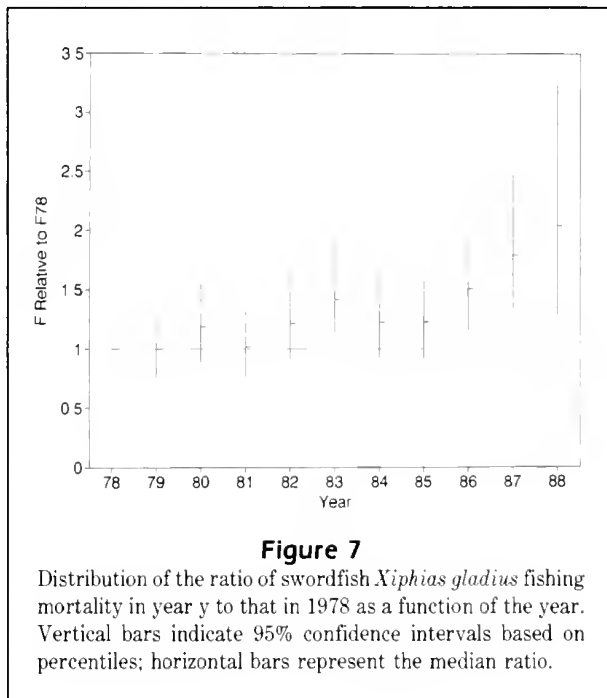 3 5
3
2.5
2
1 5
1
0 5
0
F Relative to F78
78 79 80 81 82 83 84 85 86 87 88
Year
Figure 7
Distribution of the ratio of swordfish Xiphias gladius fishing
mortality in year y to that in 1978 as a function of the year.
Vertical bars indicate 95% confidence intervals based on
percentiles; horizontal bars represent the median ratio.